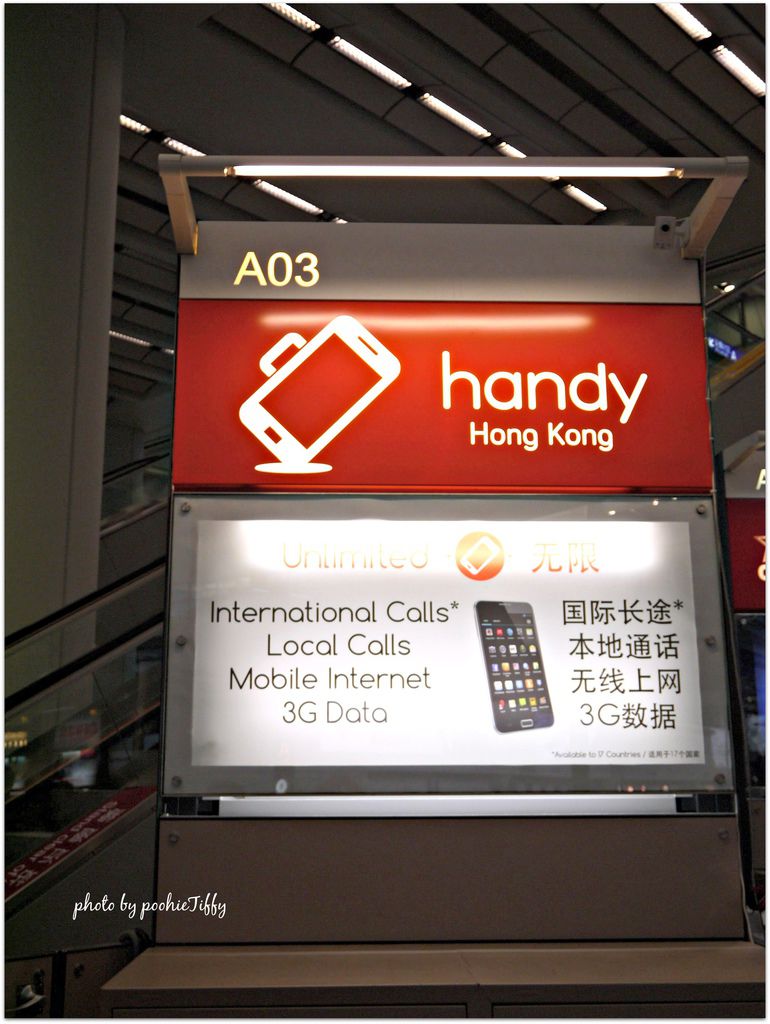 A03
handy
Hong Kong
Unlimited 无限
International Calls* 国际长途*
Local Calls 本地通话
Mobile Internet 无线上网
3G Data 3G数据
*Available to 17 Countries / 适用于17个国家
photo by poohieTiffy